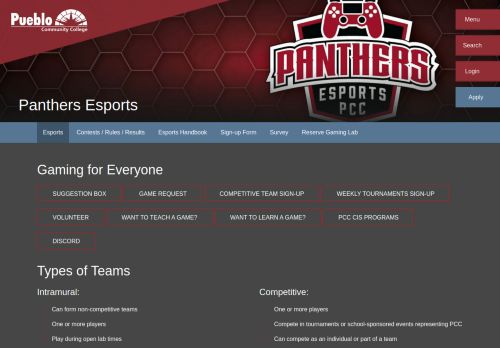 Pueblo
Community College
PANTHERS
ESPORTS
PCC
Menu
Search
Login
Apply
Panthers Esports
Esports
Contests / Rules / Results
Esports Handbook
Sign-up Form
Survey
Reserve Gaming Lab
Gaming for Everyone
SUGGESTION BOX
GAME REQUEST
COMPETITIVE TEAM SIGN-UP
WEEKLY TOURNAMENTS SIGN-UP
VOLUNTEER
WANT TO TEACH A GAME?
WANT TO LEARN A GAME?
PCC CIS PROGRAMS
DISCORD
Types of Teams
Intramural:
Can form non-competitive teams
One or more players
Play during open lab times
Competitive:
One or more players
Compete in tournaments or school-sponsored events representing PCC
Can compete as an individual or part of a team